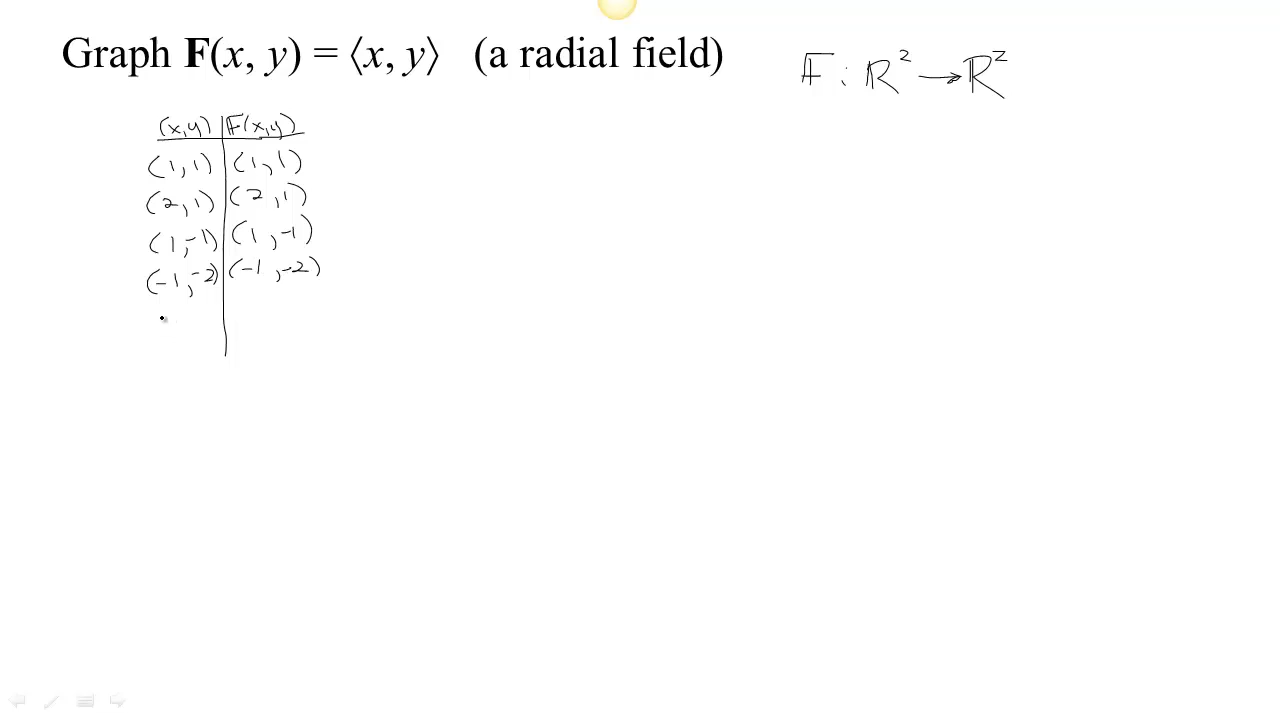 Graph F(x, y) = ⟨x, y⟩ (a radial field)
F : ℝ² → ℝ²
(x,y) | F(x,y)
(1,1) | (1,1)
(2,1) | (2,1)
(1,-1) | (1,-1)
(-1,-2) | (-1,-2)